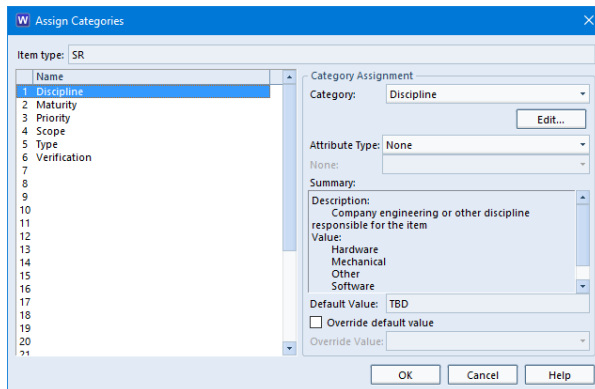 W Assign Categories
Item type: SR
Name
1 Discipline
2 Maturity
3 Priority
4 Scope
5 Type
6 Verification
7
8
9
10
11
12
13
14
15
16
17
18
19
20
21
Category Assignment
Category: Discipline
Edit...
Attribute Type: None
None:
Summary:
Description:
Company engineering or other discipline
responsible for the item
Value:
Hardware
Mechanical
Other
Software
Default Value: TBD
Override default value
Override Value:
OK Cancel Help